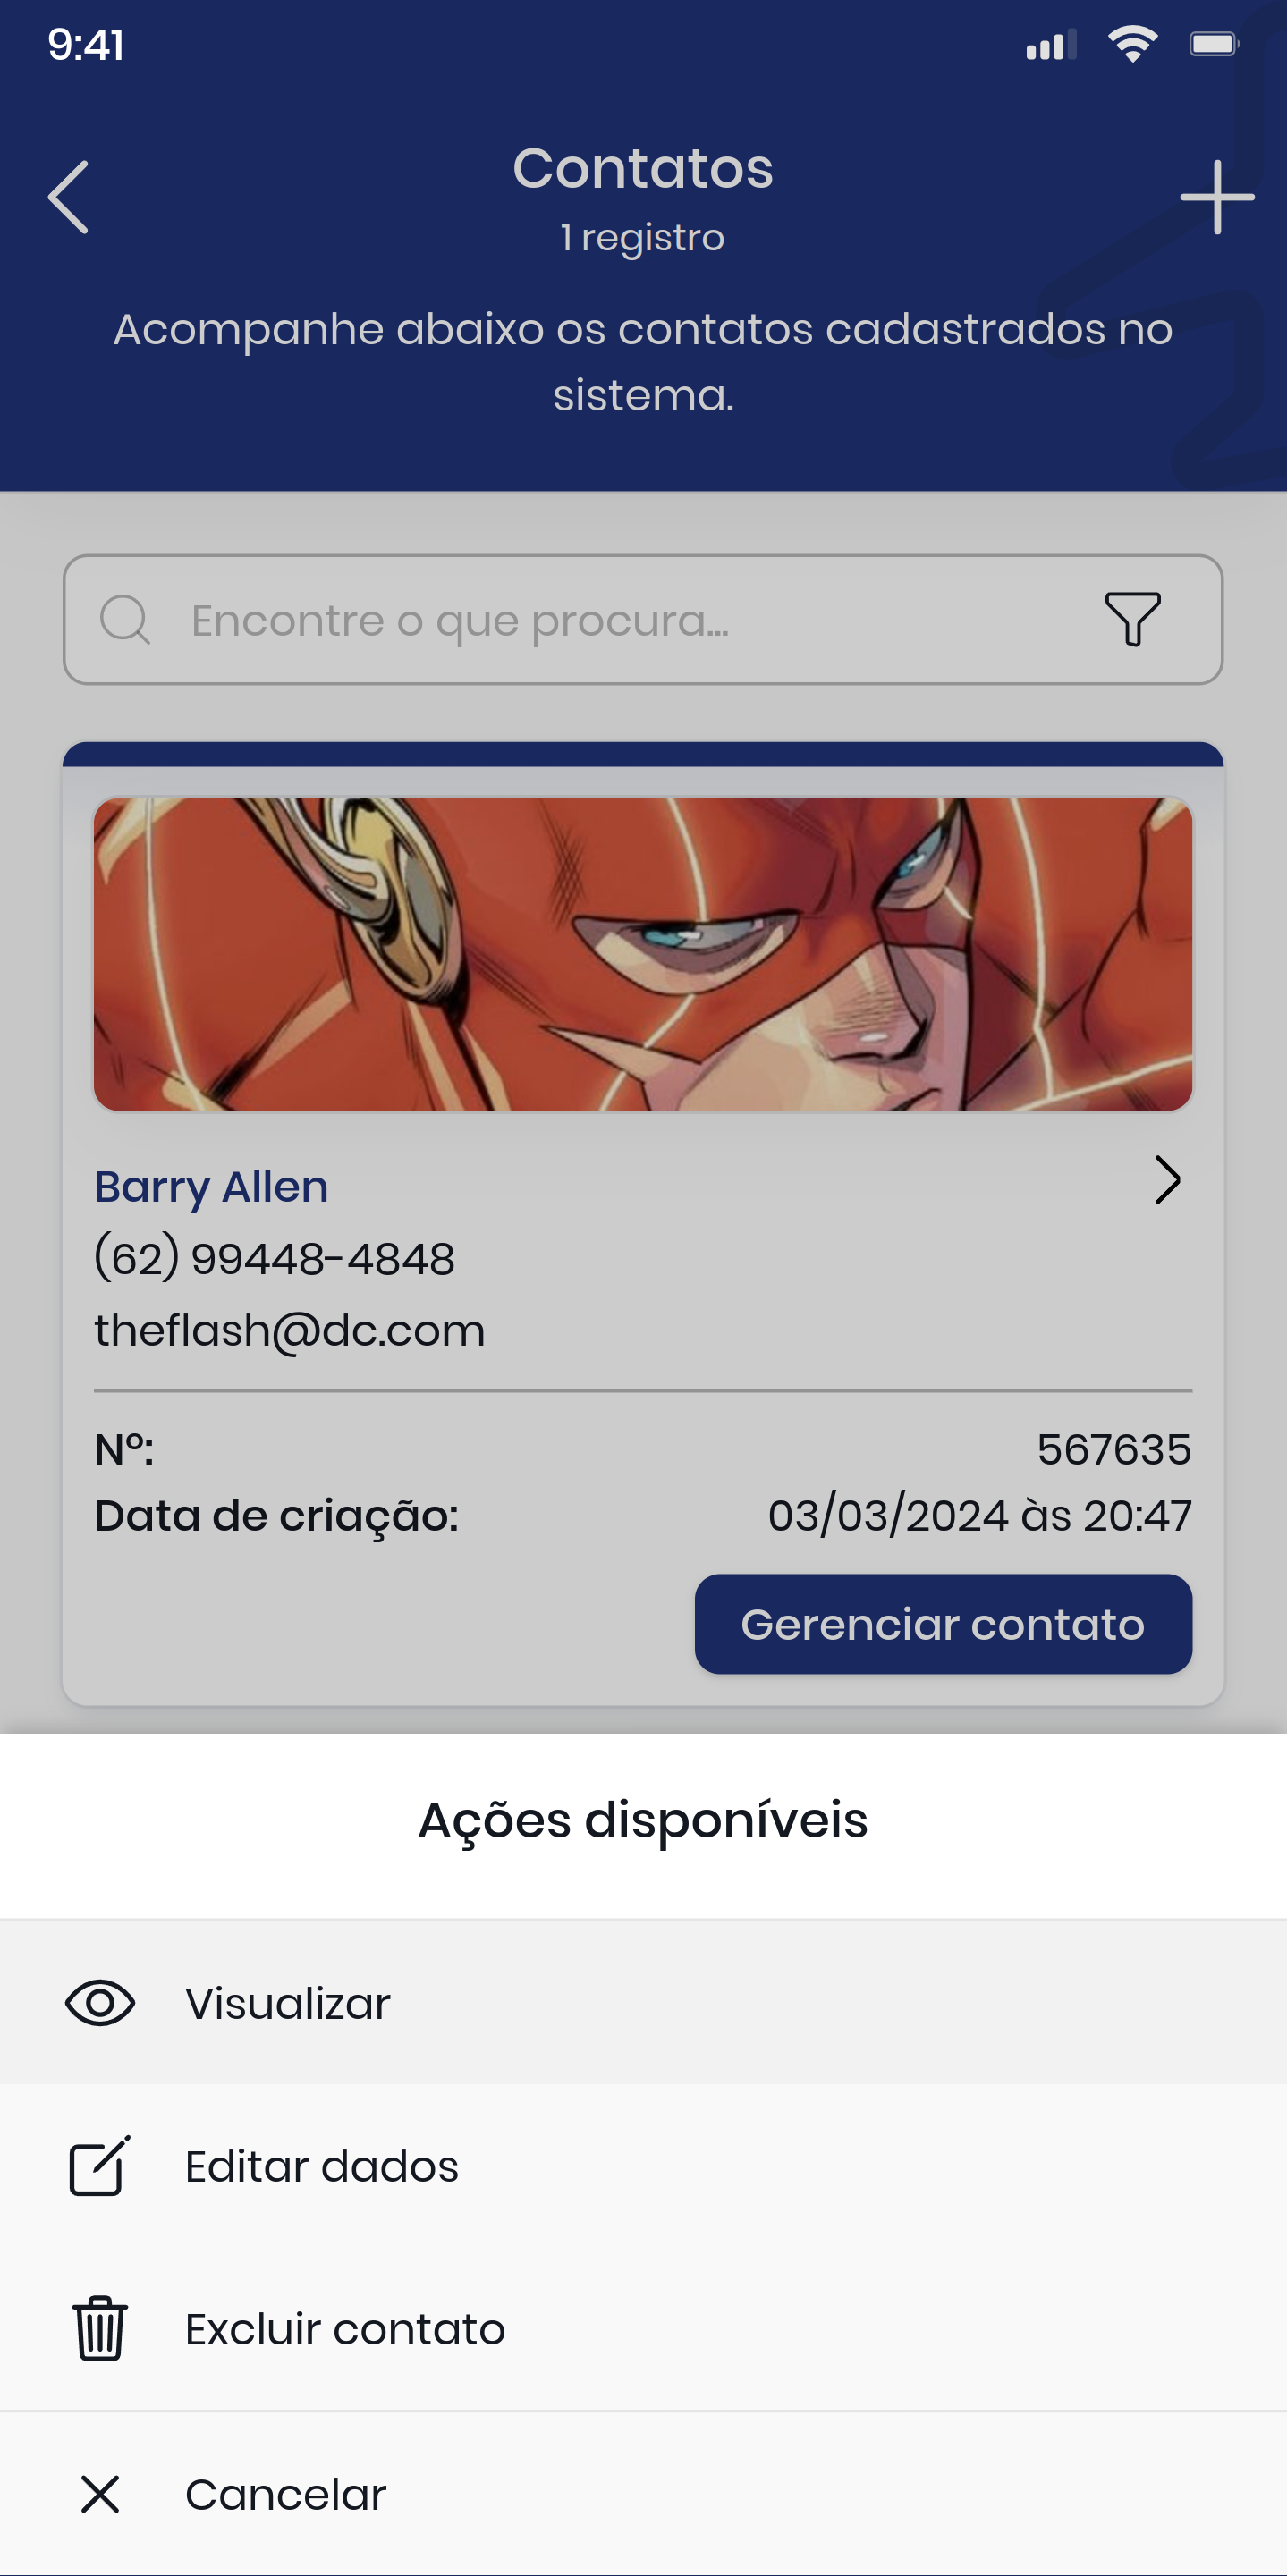 9:41
Contatos
1 registro
Acompanhe abaixo os contatos cadastrados no
sistema.
Encontre o que procura...
Barry Allen
(62) 99448-4848
theflash@dc.com
Nº: 567635
Data de criação: 03/03/2024 às 20:47
Gerenciar contato
Ações disponíveis
Visualizar
Editar dados
Excluir contato
Cancelar